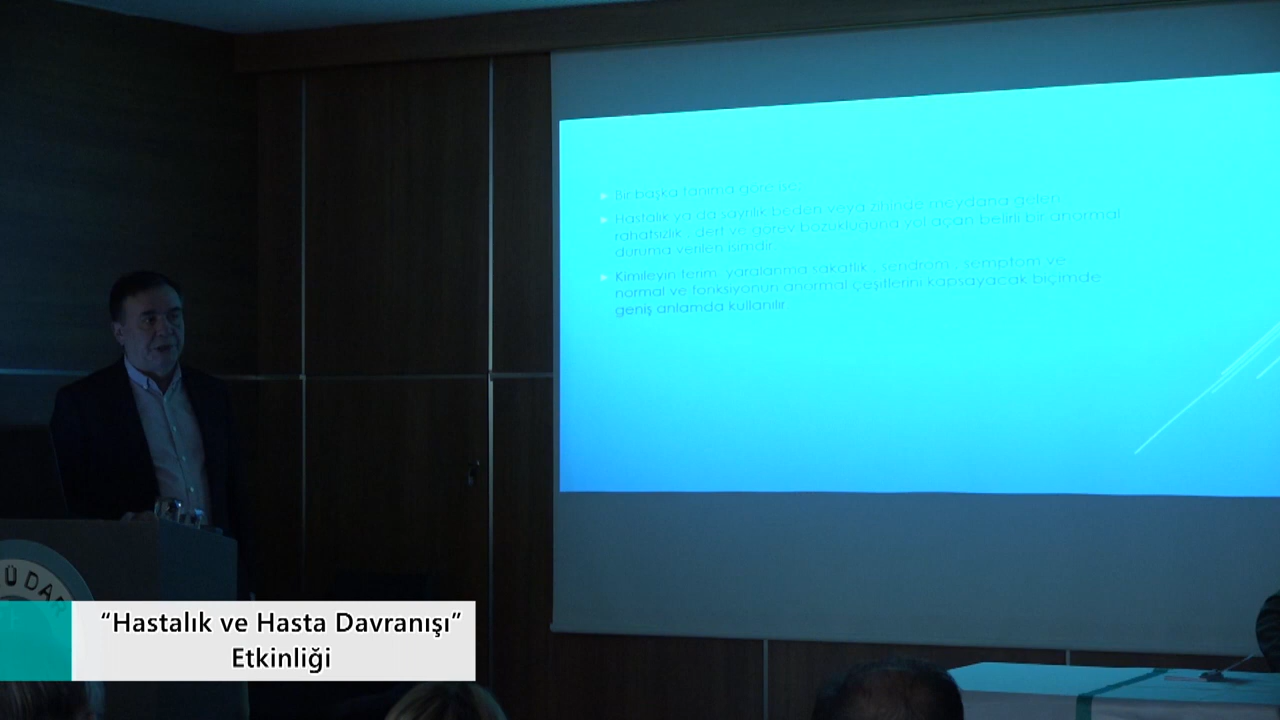 Bir başka tanıma göre ise;
Hastalık ya da sayrılık beden veya zihinde meydana gelen
rahatsızlık , dert ve görev bozukluğuna yol açan belirli bir anormal
duruma verilen isimdir.
Kimileyin terim yaralanma sakatlık , sendrom , semptom ve
normal ve fonksiyonun anormal çeşitlerini kapsayacak biçimde
geniş anlamda kullanılır
Ü DA
“Hastalık ve Hasta Davranışı”
Etkinliği